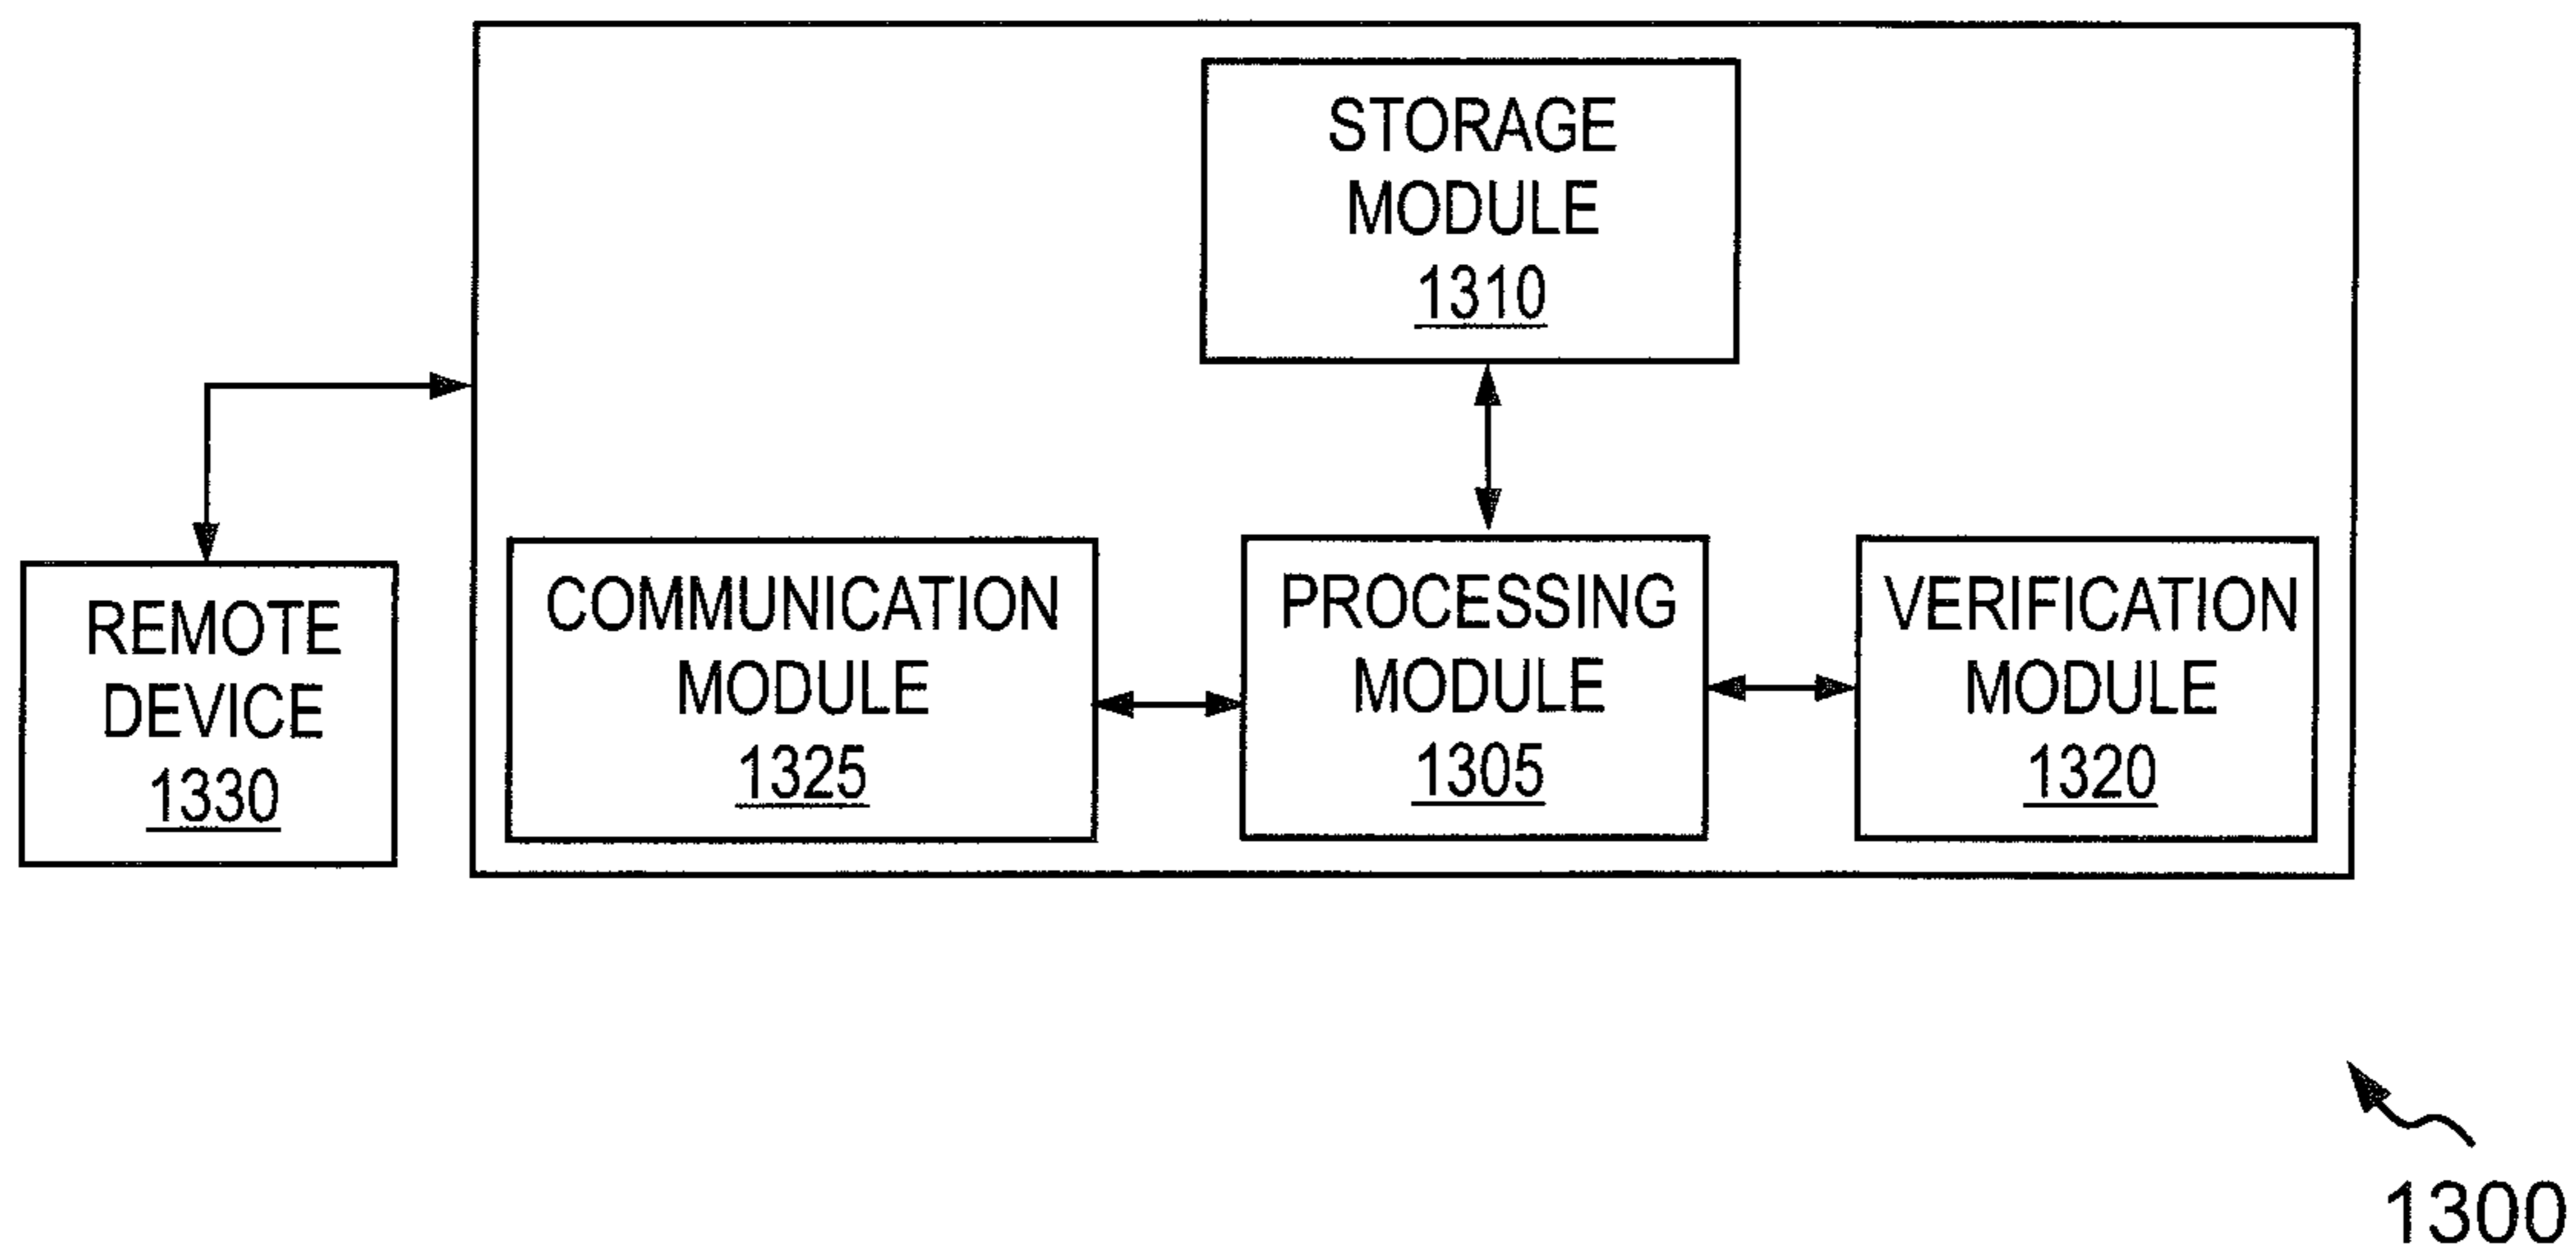 STORAGE
MODULE
1310
REMOTE
DEVICE
1330
COMMUNICATION
MODULE
1325
PROCESSING
MODULE
1305
VERIFICATION
MODULE
1320
1300